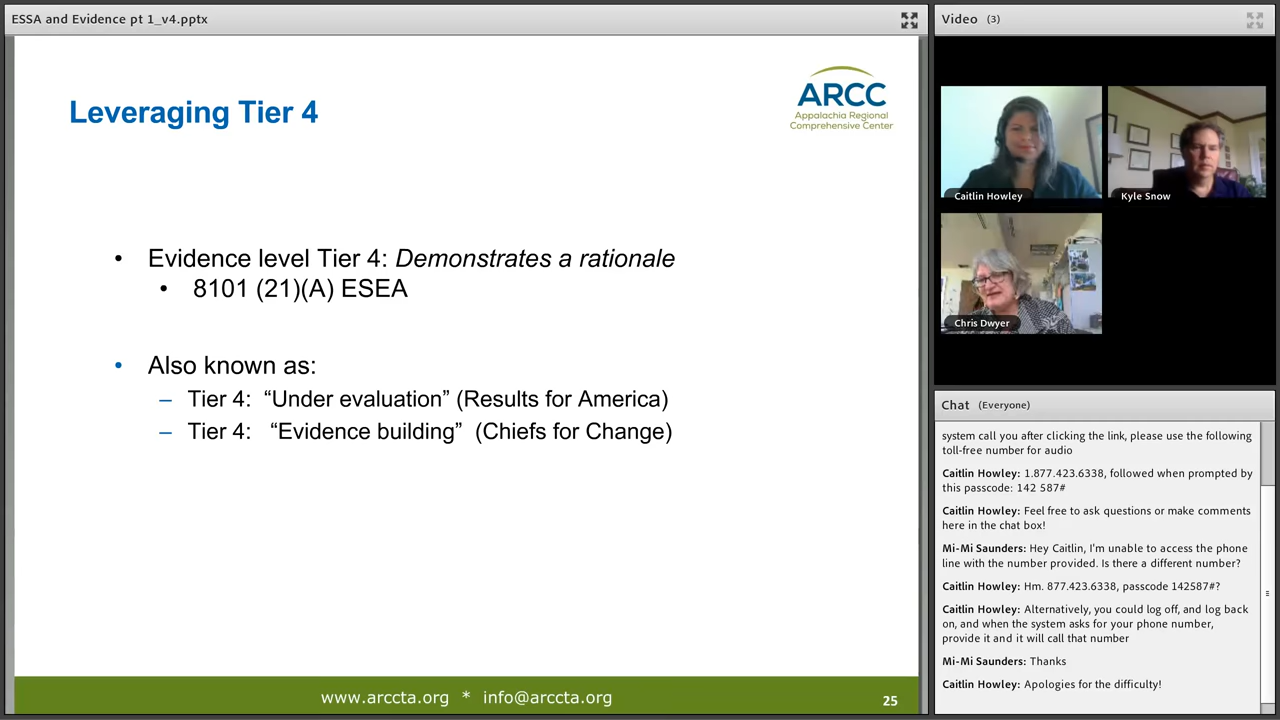 ESSA and Evidence pt 1_v4.pptx
Leveraging Tier 4
ARCC
Appalachia Regional
Comprehensive Center
• Evidence level Tier 4: Demonstrates a rationale
• 8101 (21)(A) ESEA
• Also known as:
– Tier 4: “Under evaluation” (Results for America)
– Tier 4: “Evidence building” (Chiefs for Change)
www.arccta.org * info@arccta.org
25
Video (3)
Caitlin Howley
Kyle Snow
Chris Dwyer
Chat (Everyone)
system call you after clicking the link, please use the following
toll-free number for audio
Caitlin Howley: 1.877.423.6338, followed when prompted by
this passcode: 142 587#
Caitlin Howley: Feel free to ask questions or make comments
here in the chat box!
Mi-Mi Saunders: Hey Caitlin, I'm unable to access the phone
line with the number provided. Is there a different number?
Caitlin Howley: Hm. 877.423.6338, passcode 142587#?
Caitlin Howley: Alternatively, you could log off, and log back
on, and when the system asks for your phone number,
provide it and it will call that number
Mi-Mi Saunders: Thanks
Caitlin Howley: Apologies for the difficulty!